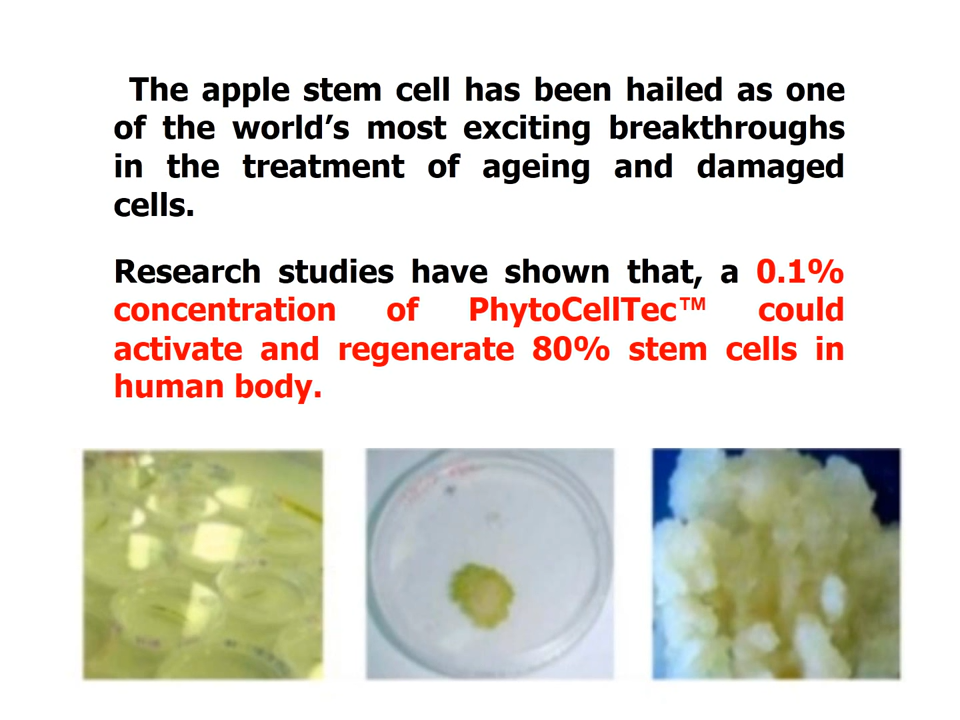 The apple stem cell has been hailed as one
of the world’s most exciting breakthroughs
in the treatment of ageing and damaged
cells.
Research studies have shown that, a 0.1%
concentration of PhytoCellTec™ could
activate and regenerate 80% stem cells in
human body.